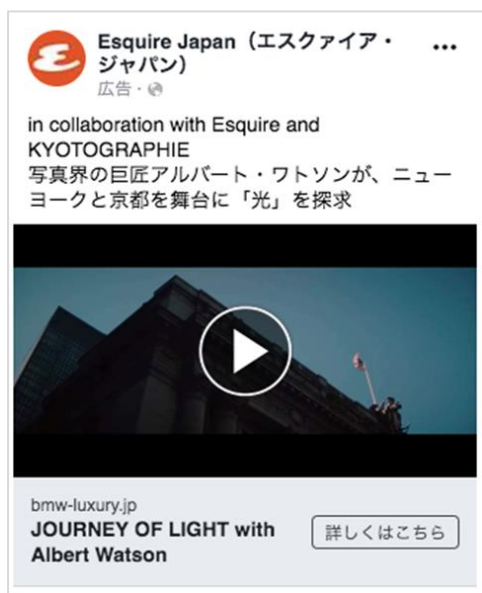 Esquire Japan（エスクァイア・
ジャパン）
広告・
in collaboration with Esquire and
KYOTOGRAPHIE
写真界の巨匠アルバート・ワトソンが、ニュー
ヨークと京都を舞台に「光」を探求
bmw-luxury.jp
JOURNEY OF LIGHT with
Albert Watson
詳しくはこちら